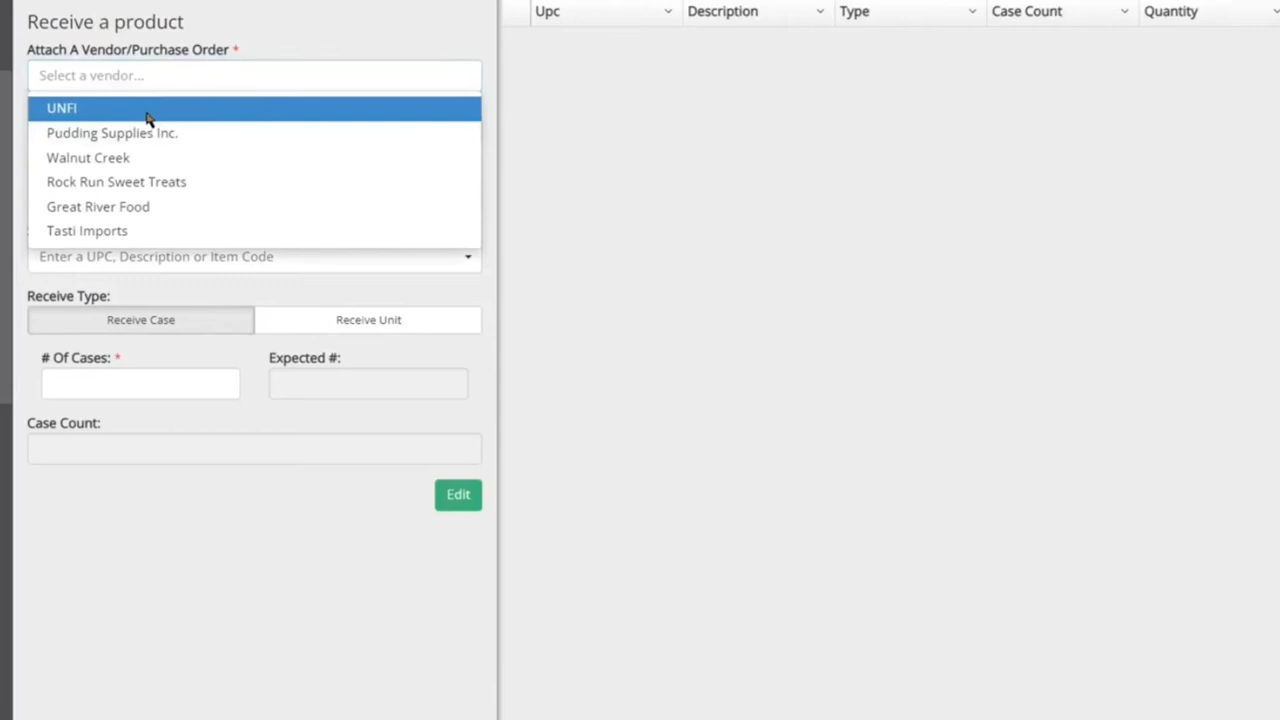 Receive a product
Attach A Vendor/Purchase Order *
Select a vendor...
UNFI
Pudding Supplies Inc.
Walnut Creek
Rock Run Sweet Treats
Great River Food
Tasti Imports
Enter a UPC, Description or Item Code
Receive Type:
Receive Case Receive Unit
# Of Cases: * Expected #:
Case Count:
Edit
Upc Description Type Case Count Quantity